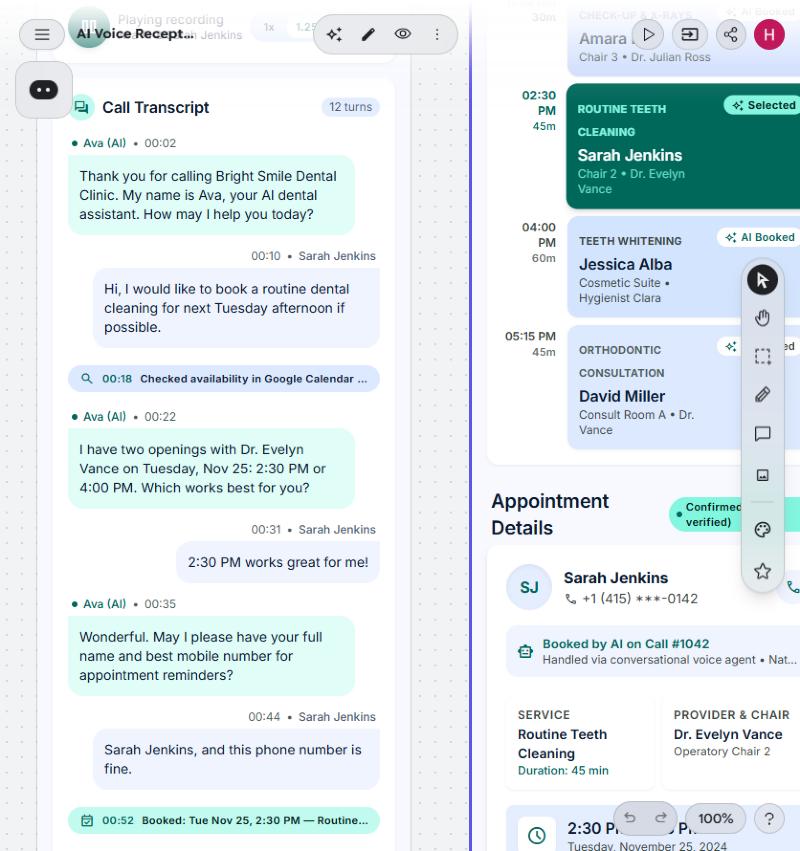 Playing recording
AI Voice Recept...
Jenkins
1x
1.25
Call Transcript
12 turns
Ava (AI) • 00:02
Thank you for calling Bright Smile Dental
Clinic. My name is Ava, your AI dental
assistant. How may I help you today?
00:10 • Sarah Jenkins
Hi, I would like to book a routine dental
cleaning for next Tuesday afternoon if
possible.
00:18 Checked availability in Google Calendar ...
Ava (AI) • 00:22
I have two openings with Dr. Evelyn
Vance on Tuesday, Nov 25: 2:30 PM or
4:00 PM. Which works best for you?
00:31 • Sarah Jenkins
2:30 PM works great for me!
Ava (AI) • 00:35
Wonderful. May I please have your full
name and best mobile number for
appointment reminders?
00:44 • Sarah Jenkins
Sarah Jenkins, and this phone number is
fine.
00:52 Booked: Tue Nov 25, 2:30 PM — Routine...
30m
CHECK-UP & X-RAYS
AI Booked
Amara
Chair 3 • Dr. Julian Ross
H
02:30
PM
45m
ROUTINE TEETH
CLEANING
Selected
Sarah Jenkins
Chair 2 • Dr. Evelyn
Vance
04:00
PM
60m
TEETH WHITENING
AI Booked
Jessica Alba
Cosmetic Suite •
Hygienist Clara
05:15 PM
45m
ORTHODONTIC
CONSULTATION
David Miller
Consult Room A • Dr.
Vance
Appointment
Details
Confirmed
verified)
SJ
Sarah Jenkins
+1 (415) ***-0142
Booked by AI on Call #1042
Handled via conversational voice agent • Nat...
SERVICE
Routine Teeth
Cleaning
Duration: 45 min
PROVIDER & CHAIR
Dr. Evelyn Vance
Operatory Chair 2
2:30 P
Tuesday, November 25, 2024
100%
?